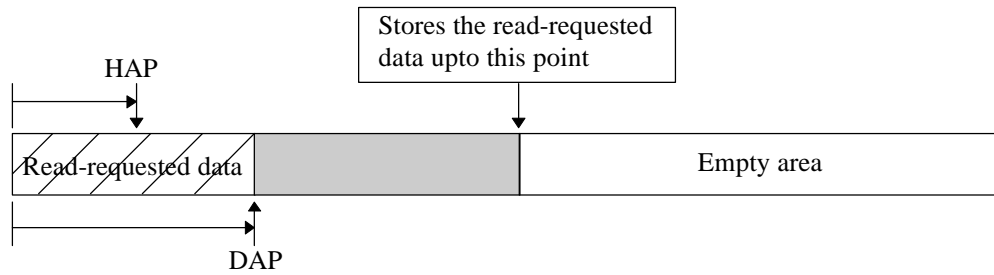 Stores the read-requested
data upto this point
HAP
Read-requested data
Empty area
DAP